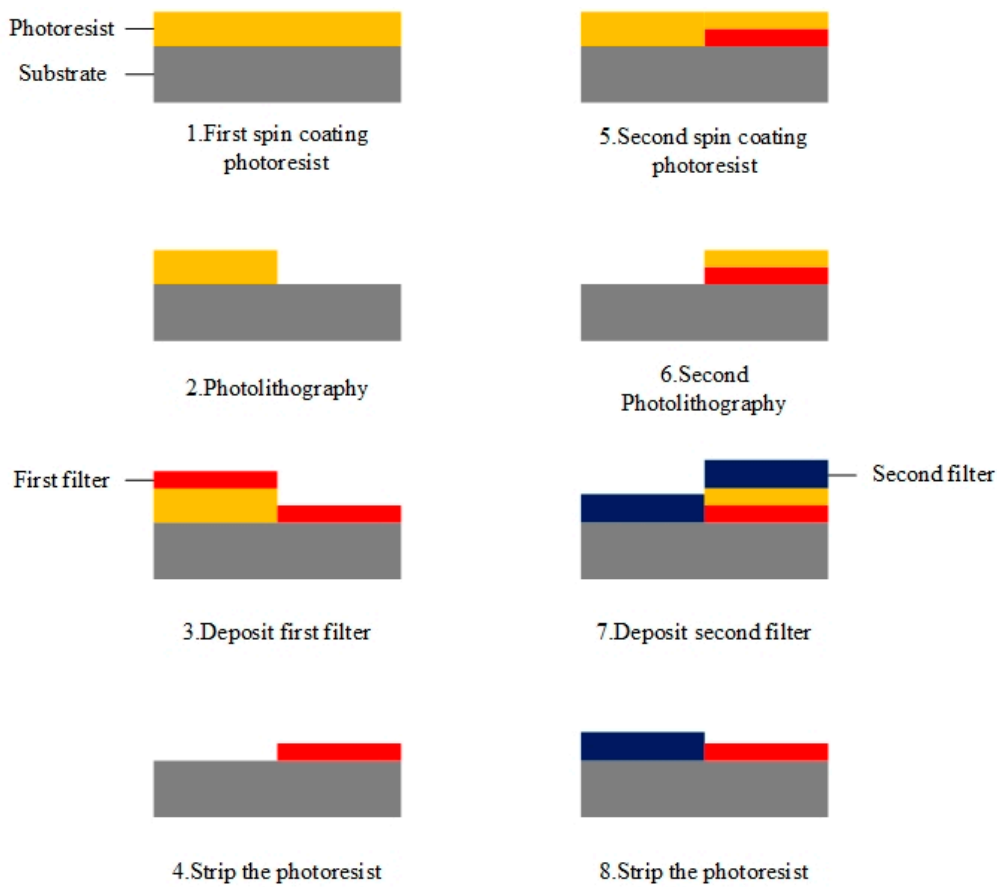 Photoresist
Substrate
1.First spin coating
photoresist
2.Photolithography
First filter
3.Deposit first filter
4.Strip the photoresist
5.Second spin coating
photoresist
6.Second
Photolithography
Second filter
7.Deposit second filter
8.Strip the photoresist